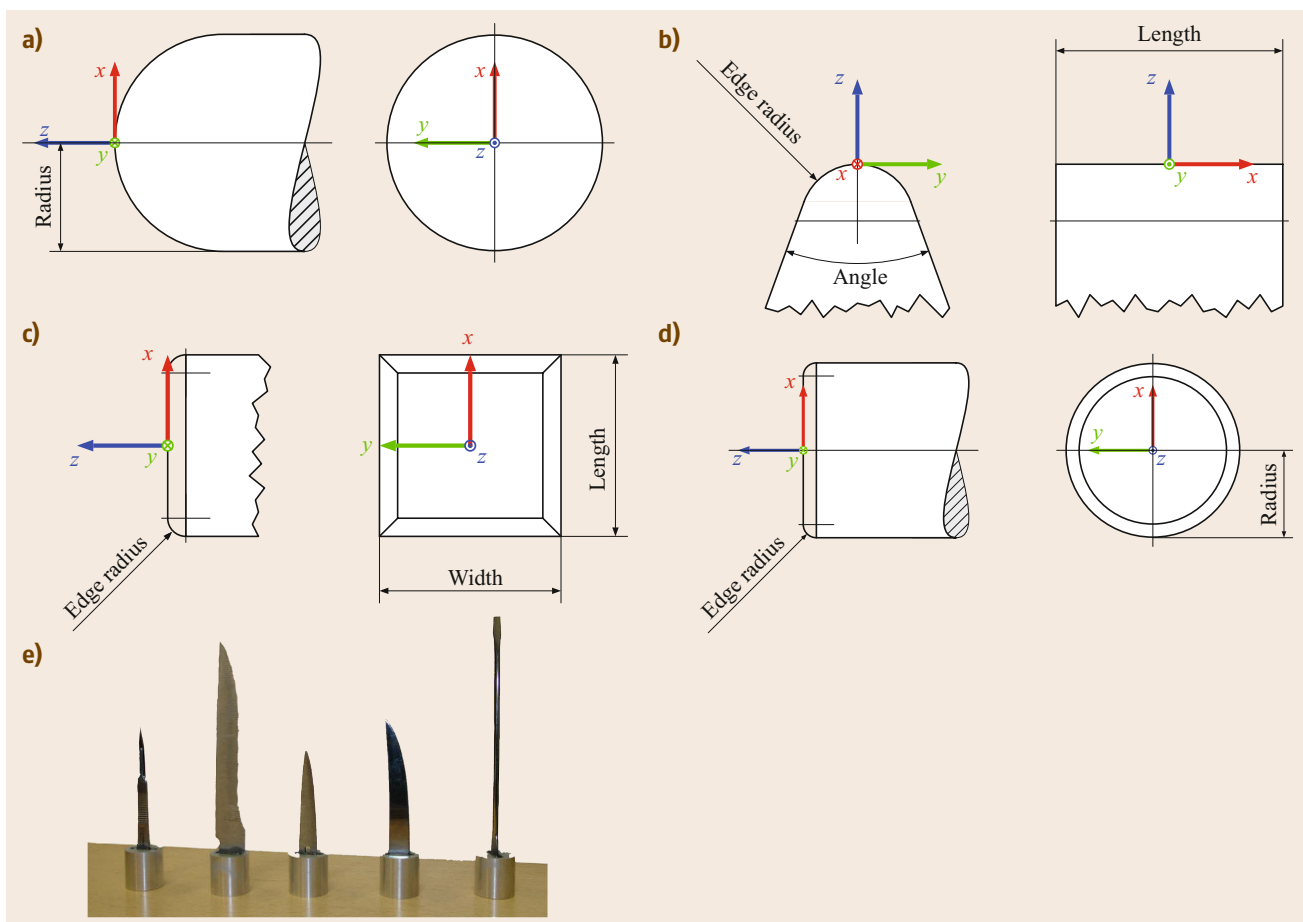 a)
x
z
y
Radius
x
y
z
b)
Edge radius
z
x
y
Angle
Length
z
y
x
c)
x
z
y
Edge radius
x
y
z
Length
Width
d)
x
z
y
Edge radius
x
y
z
Radius
e)